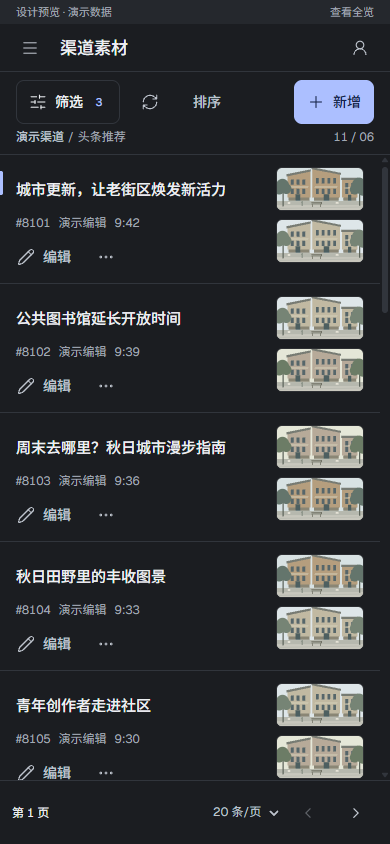 设计预览 · 演示数据 查看全览
渠道素材
筛选 3 排序 新增
演示渠道 / 头条推荐 11 / 06
城市更新，让老街区焕发新活力
#8101 演示编辑 9:42
编辑
公共图书馆延长开放时间
#8102 演示编辑 9:39
编辑
周末去哪里？秋日城市漫步指南
#8103 演示编辑 9:36
编辑
秋日田野里的丰收图景
#8104 演示编辑 9:33
编辑
青年创作者走进社区
#8105 演示编辑 9:30
编辑
第 1 页 20 条/页